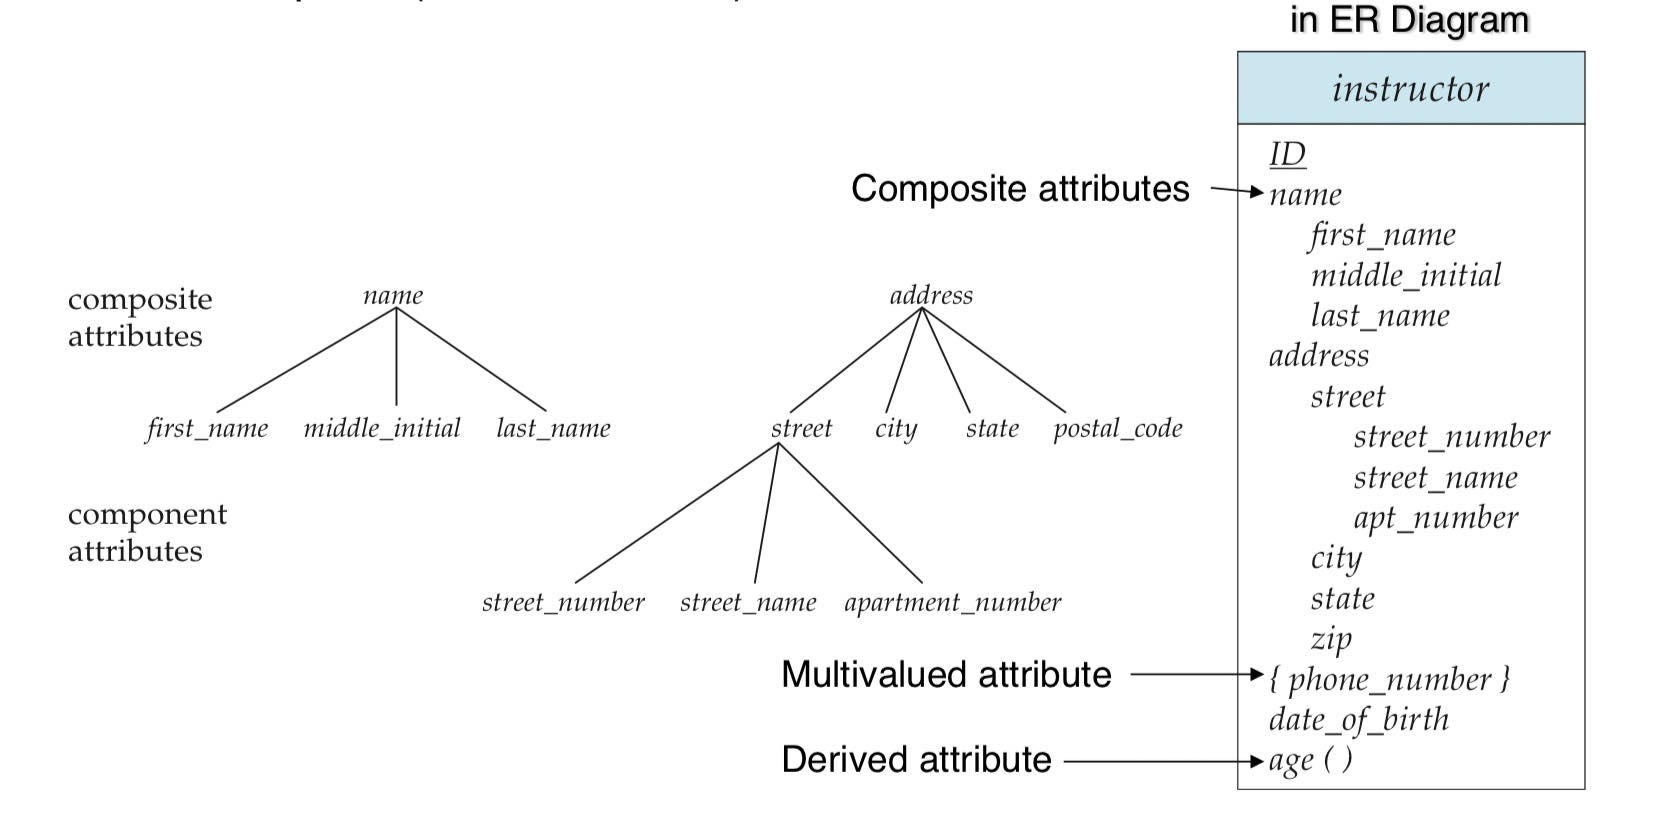 in ER Diagram
instructor
ID
Composite attributes
name
first_name
middle_initial
last_name
address
street
street_number
street_name
apt_number
city
state
zip
{ phone_number }
date_of_birth
age ( )
Multivalued attribute
Derived attribute
composite
attributes
name
address
first_name middle_initial last_name
street city state postal_code
component
attributes
street_number street_name apartment_number